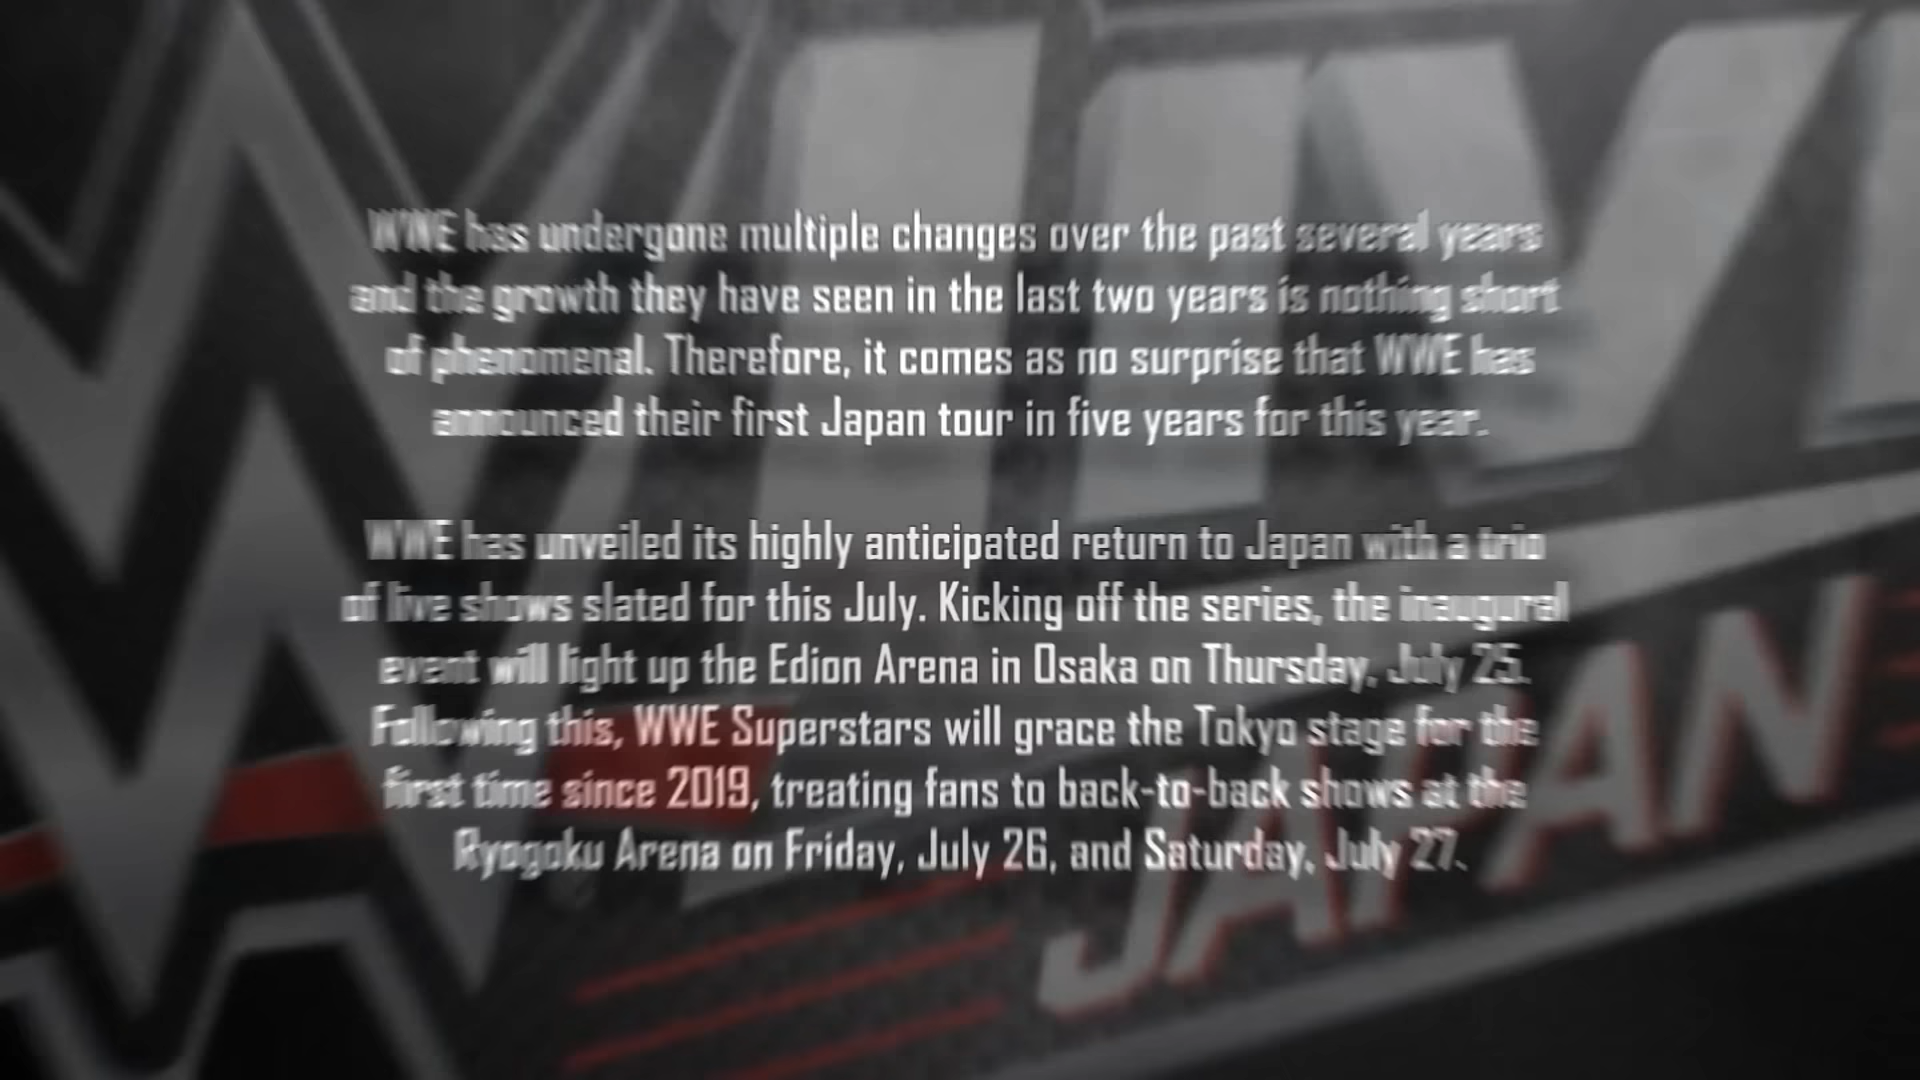 WWE has undergone multiple changes over the past several years
and the growth they have seen in the last two years is nothing short
of phenomenal. Therefore, it comes as no surprise that WWE has
announced their first Japan tour in five years for this year.
WWE has unveiled its highly anticipated return to Japan with a trio
of live shows slated for this July. Kicking off the series, the inaugural
event will light up the Edion Arena in Osaka on Thursday, July 25.
Following this, WWE Superstars will grace the Tokyo stage for the
first time since 2019, treating fans to back-to-back shows at the
Ryogoku Arena on Friday, July 26, and Saturday, July 27.
JAPAN